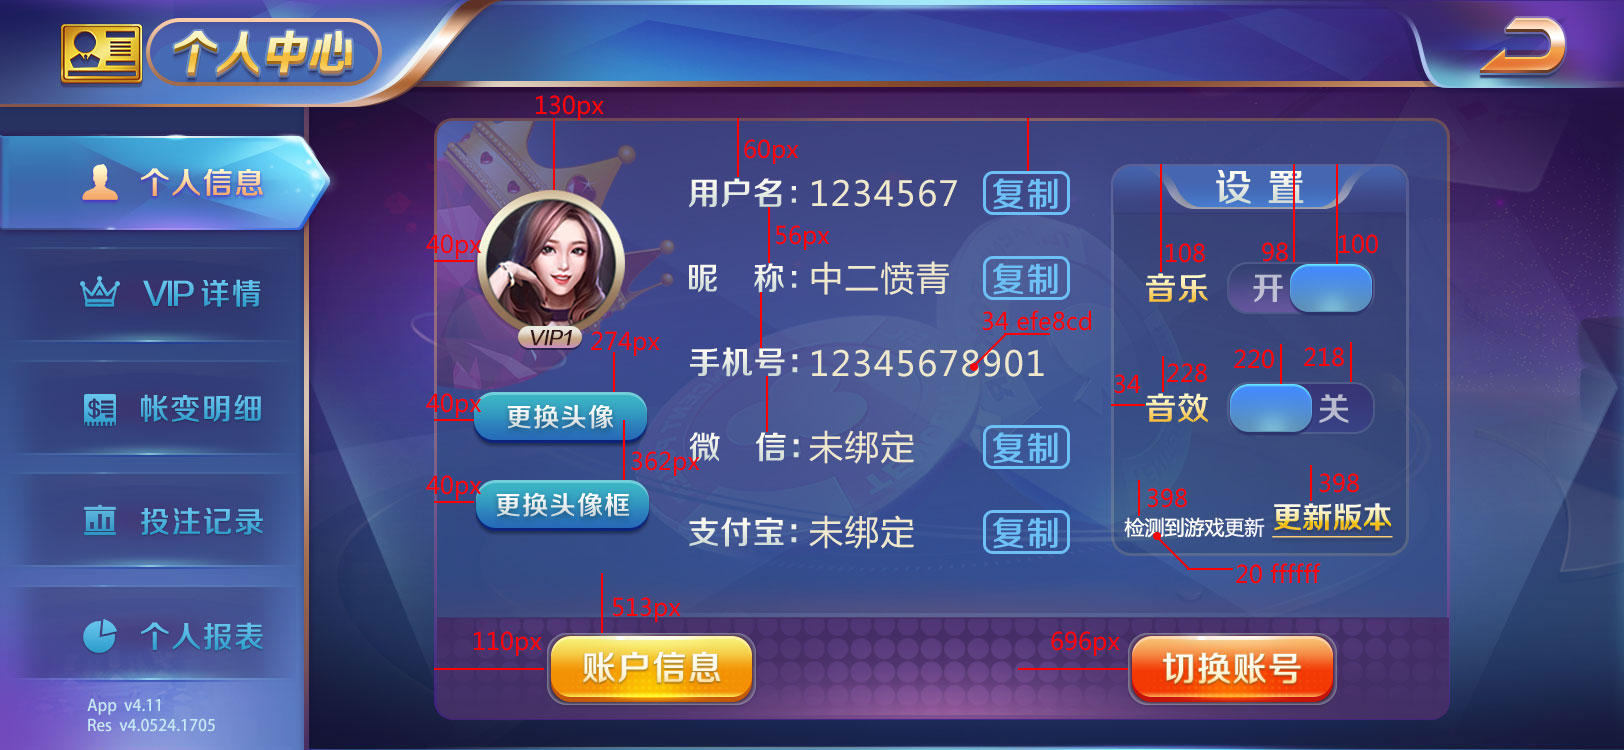 个人中心
个人信息
VIP 详情
帐变明细
投注记录
个人报表
App v4.11
Res v4.0524.1705
130px
40px
VIP1
274px
40px
更换头像
362px
40px
更换头像框
60px
用户名: 1234567 复制
56px
昵 称: 中二愤青 复制
34 efe8cd
手机号: 12345678901
微 信: 未绑定 复制
支付宝: 未绑定 复制
设 置
108 98 100
音乐 开
34 228 220 218
音效 关
398 398
检测到游戏更新 更新版本
20 ffffff
513px
110px 账户信息
696px 切换账号